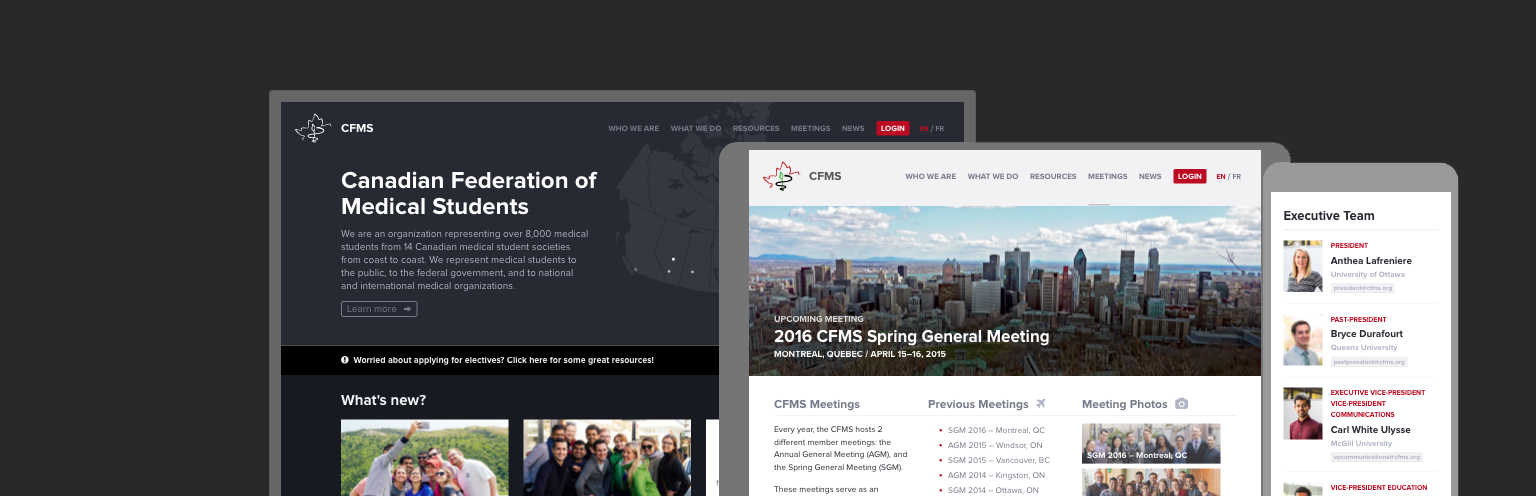 CFMS
WHO WE ARE
WHAT WE DO
RESOURCES
MEETINGS
NEWS
LOGIN
EN / FR
Canadian Federation of
Medical Students
We are an organization representing over 8,000 medical
students from 14 Canadian medical student societies
from coast to coast. We represent medical students to
the public, to the federal government, and to national
and international medical organizations.
Learn more
Worried about applying for electives? Click here for some great resources!
What's new?
CFMS
WHO WE ARE
WHAT WE DO
RESOURCES
MEETINGS
NEWS
LOGIN
EN / FR
UPCOMING MEETING
2016 CFMS Spring General Meeting
MONTREAL, QUEBEC / APRIL 15–16, 2015
CFMS Meetings
Every year, the CFMS hosts 2
different member meetings: the
Annual General Meeting (AGM), and
the Spring General Meeting (SGM).
These meetings serve as an
Previous Meetings
SGM 2016 – Montreal, QC
AGM 2015 – Windsor, ON
SGM 2015 – Vancouver, BC
AGM 2014 – Kingston, ON
SGM 2014 – Ottawa, ON
Meeting Photos
SGM 2016 – Montreal, QC
Executive Team
PRESIDENT
Anthea Lafreniere
University of Ottawa
president@cfms.org
PAST-PRESIDENT
Bryce Durafourt
Queens University
pastpresident@cfms.org
EXECUTIVE VICE-PRESIDENT
VICE-PRESIDENT
COMMUNICATIONS
Carl White Ulysse
McGill University
vpcommunications@cfms.org
VICE-PRESIDENT EDUCATION